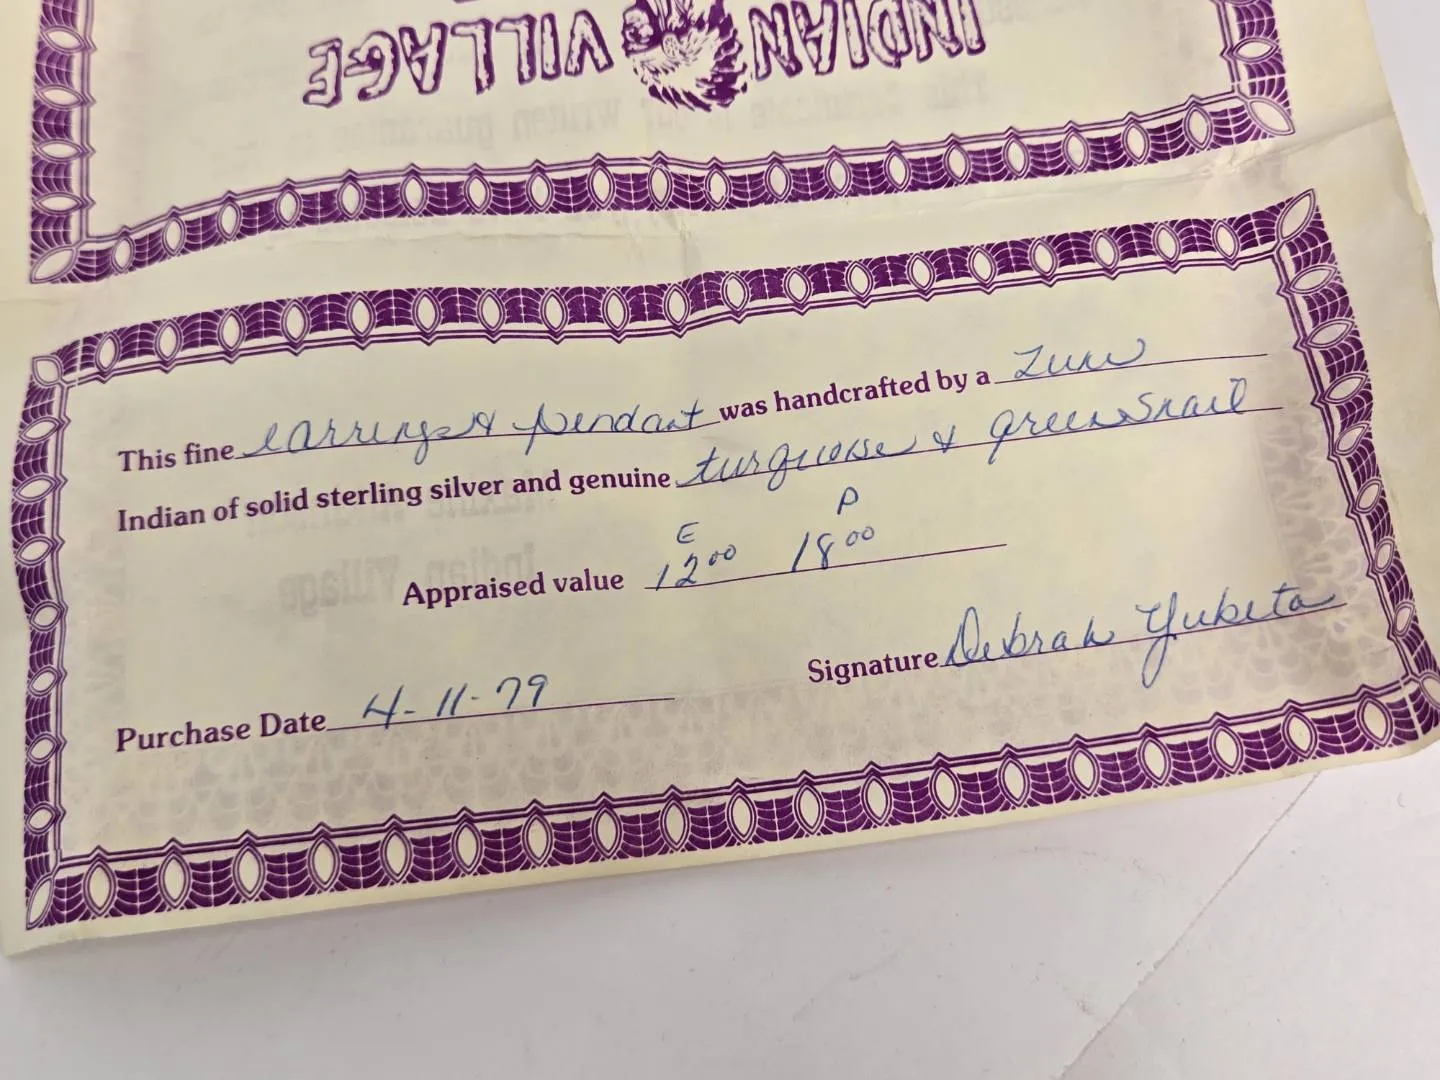 INDIAN VILLAGE
This fine earrings & pendant was handcrafted by a Zuni
Indian of solid sterling silver and genuine turquoise & green snail
E P
Appraised value 12.00 18.00
Purchase Date 4-11-79
Signature Debrah Yuketa